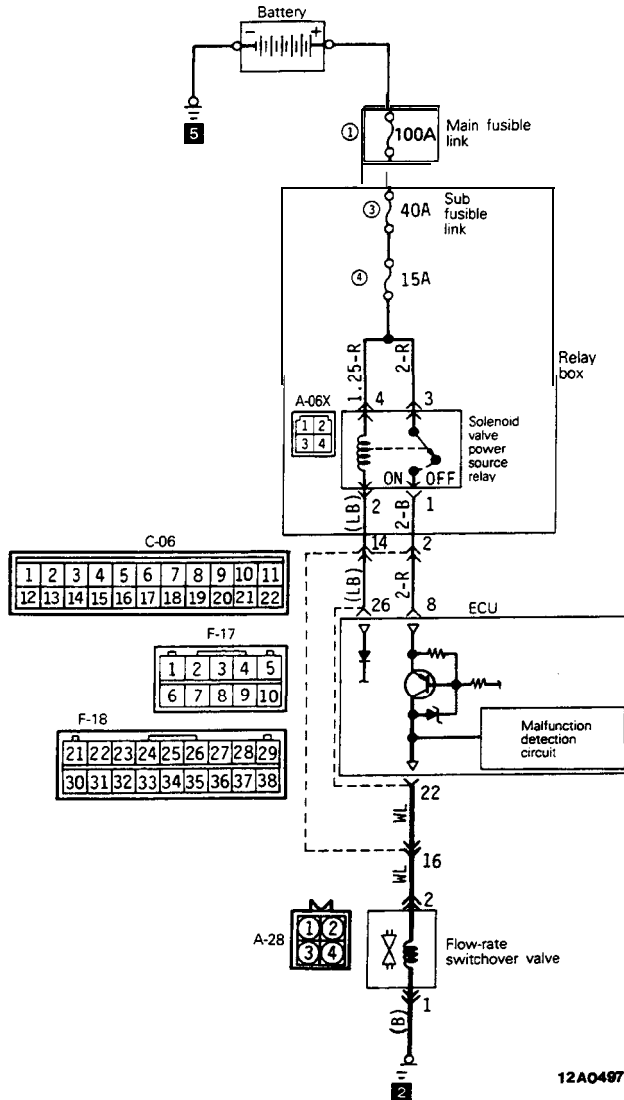 Battery
- +
5
① 100A Main fusible
link
③ 40A Sub
fusible
link
④ 15A
Relay
box
1.25-R 2-R
A-06X 4 3
1 2
3 4
Solenoid
valve
power
source
relay
ON OFF
(LB) 2 2-B 1
C-06 14 2
1 2 3 4 5 6 7 8 9 10 11
12 13 14 15 16 17 18 19 20 21 22
(LB) 26 2-R 8 ECU
F-17
1 2 3 4 5
6 7 8 9 10
F-18
21 22 23 24 25 26 27 28 29
30 31 32 33 34 35 36 37 38
Malfunction
detection
circuit
22
WL
16
WL
2
A-28
1 2
3 4
Flow-rate
switchover valve
1
(B)
2
12A0497